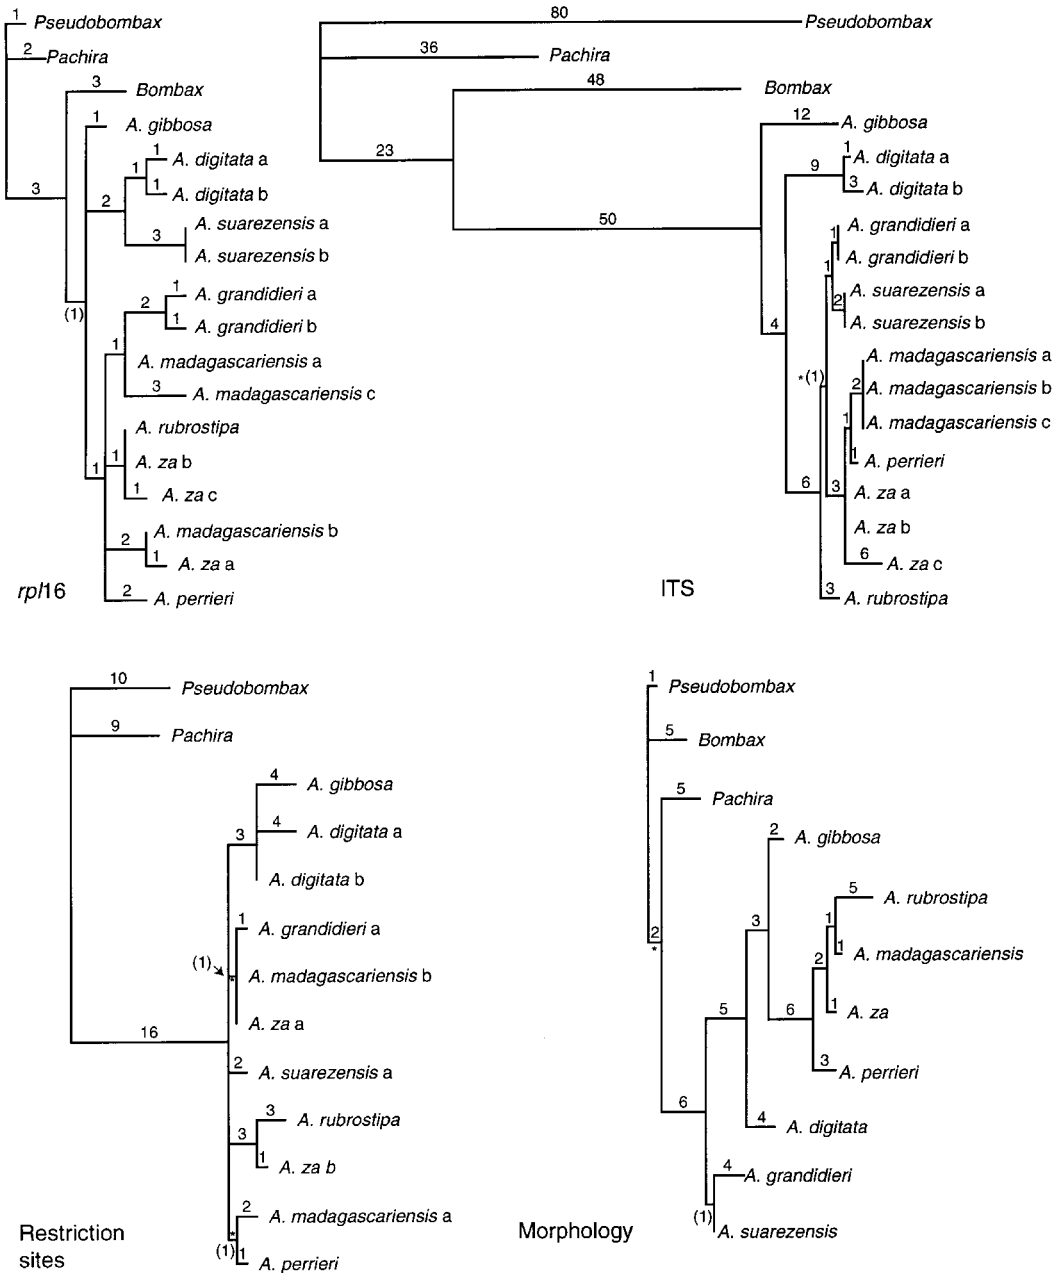 1 Pseudobombax
2 Pachira
3 Bombax
1 A. gibbosa
1 A. digitata a
1
1 A. digitata b
2
A. suarezensis a
3
A. suarezensis b
3
(1)
1 A. grandidieri a
2
1 A. grandidieri b
1
A. madagascariensis a
3 A. madagascariensis c
A. rubrostipa
1 A. za b
1
1 A. za c
A. madagascariensis b
2
1 A. za a
2 A. perrieri
rpl16
80 Pseudobombax
36 Pachira
48 Bombax
23
50
12 A. gibbosa
1 A. digitata a
9
3 A. digitata b
A. grandidieri a
1
A. grandidieri b
1
A. suarezensis a
2
A. suarezensis b
4
A. madagascariensis a
*(1)
2 A. madagascariensis b
A. madagascariensis c
1
1 A. perrieri
6 3 A. za a
A. za b
6 A. za c
3 A. rubrostipa
ITS
10 Pseudobombax
9 Pachira
4 A. gibbosa
4 A. digitata a
3
A. digitata b
1 A. grandidieri a
(1)
* A. madagascariensis b
A. za a
16
2 A. suarezensis a
3 A. rubrostipa
3
1 A. za b
2 A. madagascariensis a
*
(1) 1 A. perrieri
Restriction
sites
1 Pseudobombax
5 Bombax
5 Pachira
2 A. gibbosa
5 A. rubrostipa
3 1
2
*
1 A. madagascariensis
2
1 A. za
5 6
3 A. perrieri
6
4 A. digitata
4 A. grandidieri
(1)
A. suarezensis
Morphology